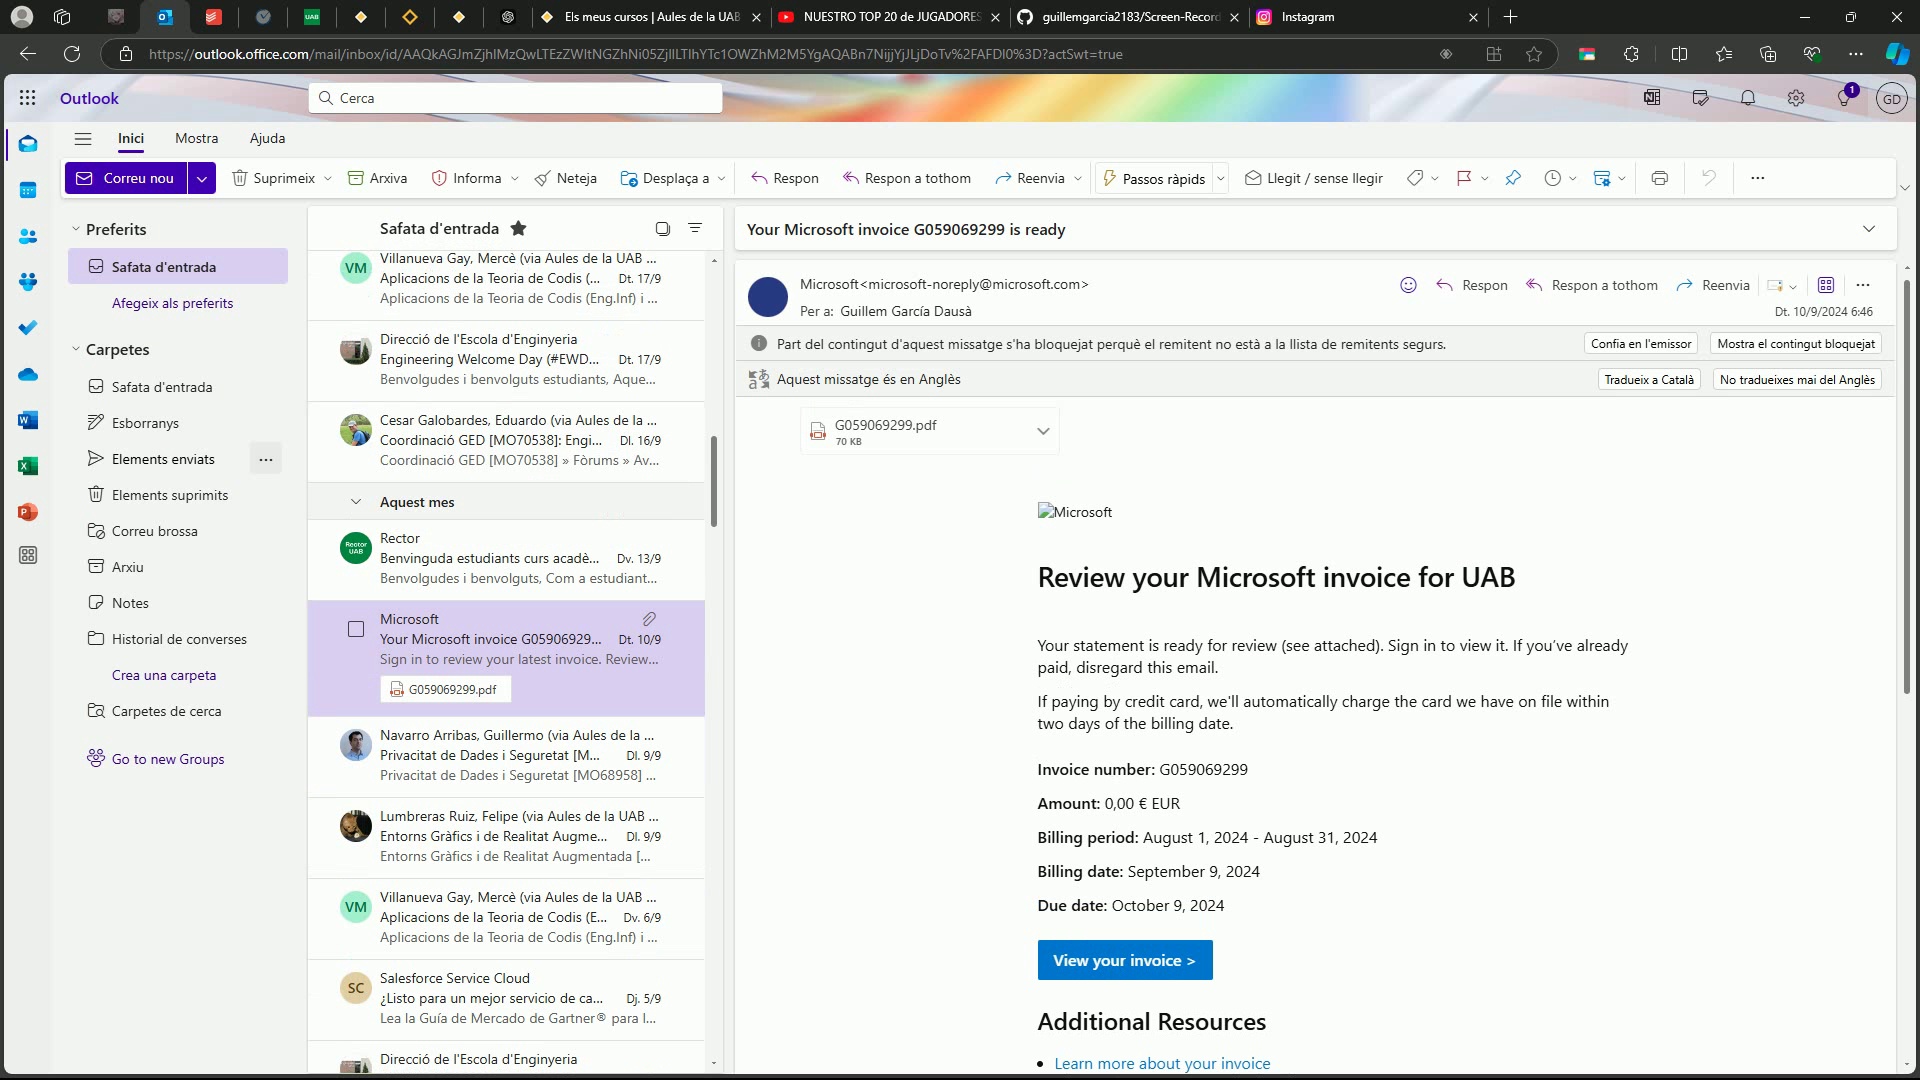 Els meus cursos | Aules de la UAB
NUESTRO TOP 20 de JUGADORES
guillemgarcia2183/Screen-Record
Instagram
https://outlook.office.com/mail/inbox/id/
Outlook
Cerca
1
GD
Inici
Mostra
Ajuda
Correu nou
Suprimeix
Arxiva
Informa
Neteja
Desplaça a
Respon
Respon a tothom
Reenvia
Passos ràpids
Llegit / sense llegir
Preferits
Safata d'entrada
Afegeix als preferits
Carpetes
Safata d'entrada
Esborranys
Elements enviats
Elements suprimits
Correu brossa
Arxiu
Notes
Historial de converses
Crea una carpeta
Carpetes de cerca
Go to new Groups
Safata d'entrada
VM
Villanueva Gay, Mercè (via Aules de la UAB ...
Aplicacions de la Teoria de Codis (... Dt. 17/9
Aplicacions de la Teoria de Codis (Eng.Inf) i ...
Direcció de l'Escola d'Enginyeria
Engineering Welcome Day (#EWD... Dt. 17/9
Benvolgudes i benvolguts estudiants, Aque...
Cesar Galobardes, Eduardo (via Aules de la ...
Coordinació GED [MO70538]: Engi... Dl. 16/9
Coordinació GED [MO70538] » Fòrums » Av...
Aquest mes
Rector UAB
Rector
Benvinguda estudiants curs acadè... Dv. 13/9
Benvolgudes i benvolguts, Com a estudiant...
Microsoft
Your Microsoft invoice G05906929... Dt. 10/9
Sign in to review your latest invoice. Review...
G059069299.pdf
Navarro Arribas, Guillermo (via Aules de la ...
Privacitat de Dades i Seguretat [M... Dl. 9/9
Privacitat de Dades i Seguretat [MO68958] ...
Lumbreras Ruiz, Felipe (via Aules de la UAB ...
Entorns Gràfics i de Realitat Augme... Dl. 9/9
Entorns Gràfics i de Realitat Augmentada [...
VM
Villanueva Gay, Mercè (via Aules de la UAB ...
Aplicacions de la Teoria de Codis (E... Dv. 6/9
Aplicacions de la Teoria de Codis (Eng.Inf) i ...
SC
Salesforce Service Cloud
¿Listo para un mejor servicio de ca... Dj. 5/9
Lea la Guía de Mercado de Gartner® para l...
Direcció de l'Escola d'Enginyeria
Your Microsoft invoice G059069299 is ready
Microsoft<microsoft-noreply@microsoft.com>
Per a: Guillem García Dausà
Respon
Respon a tothom
Reenvia
Dt. 10/9/2024 6:46
Part del contingut d'aquest missatge s'ha bloquejat perquè el remitent no està a la llista de remitents segurs.
Confia en l'emissor
Mostra el contingut bloquejat
Aquest missatge és en Anglès
Tradueix a Català
No tradueixes mai del Anglès
G059069299.pdf
70 KB
Microsoft
Review your Microsoft invoice for UAB
Your statement is ready for review (see attached). Sign in to view it. If you've already
paid, disregard this email.
If paying by credit card, we'll automatically charge the card we have on file within
two days of the billing date.
Invoice number: G059069299
Amount: 0,00 € EUR
Billing period: August 1, 2024 - August 31, 2024
Billing date: September 9, 2024
Due date: October 9, 2024
View your invoice >
Additional Resources
Learn more about your invoice